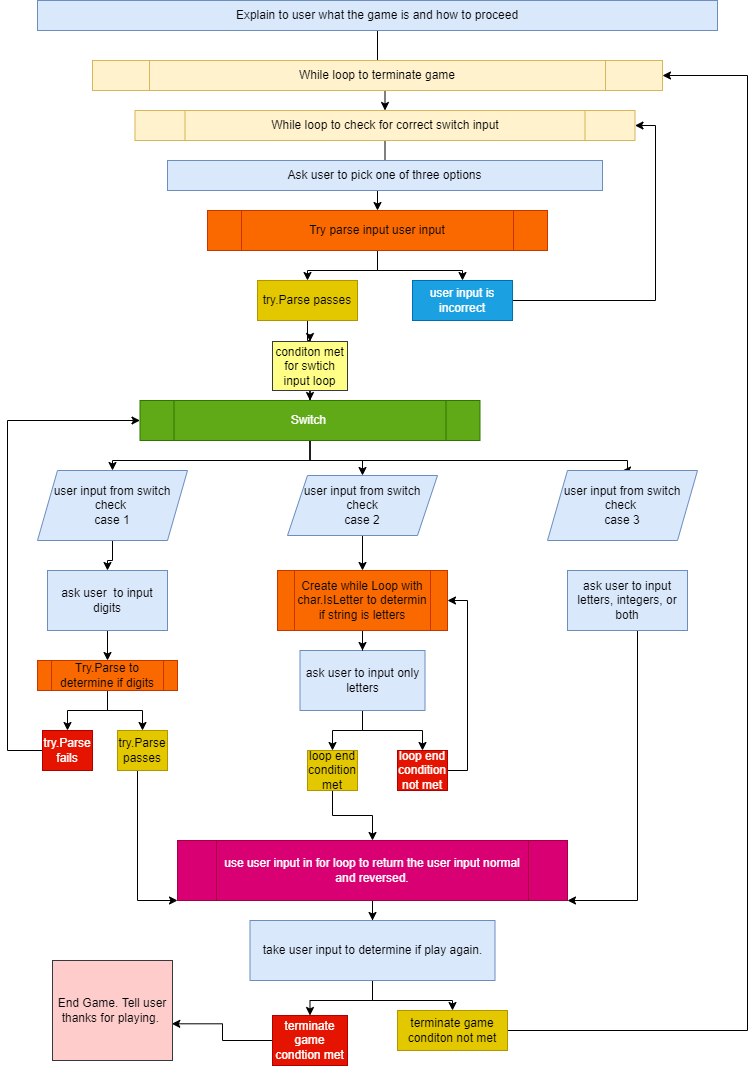 Explain to user what the game is and how to proceed
While loop to terminate game
While loop to check for correct switch input
Ask user to pick one of three options
Try parse input user input
try.Parse passes
user input is
incorrect
conditon met
for swtich
input loop
Switch
user input from switch
check
case 1
user input from switch
check
case 2
user input from switch
check
case 3
ask user  to input
digits
Create while Loop with
char.IsLetter to determin
if string is letters
ask user to input
letters, integers, or
both
Try.Parse to
determine if digits
ask user to input only
letters
try.Parse
fails
try.Parse
passes
loop end
condition
met
loop end
condition
not met
use user input in for loop to return the user input normal
and reversed.
take user input to determine if play again.
End Game. Tell user
thanks for playing.
terminate
game
condtion met
terminate game
conditon not met